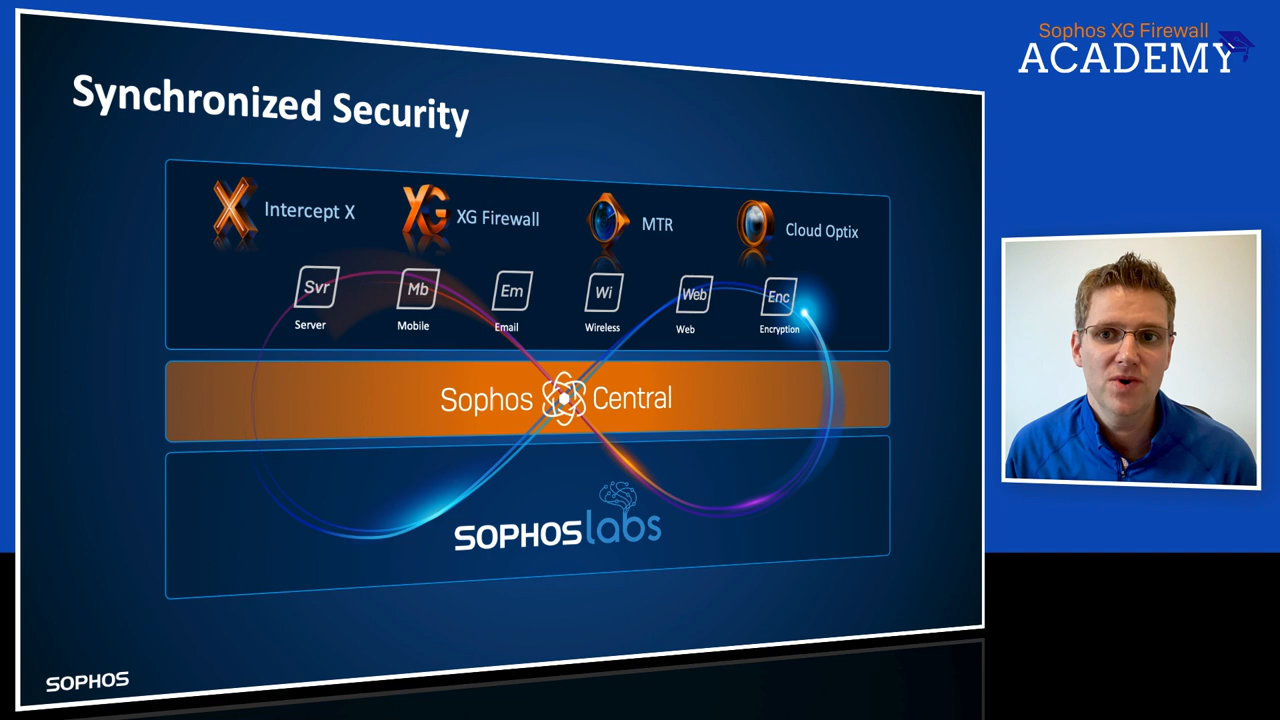 Sophos XG Firewall
ACADEMY
Synchronized Security
Intercept X
XG
XG Firewall
MTR
Cloud Optix
Svr
Mb
Em
Wi
Web
Enc
Server
Mobile
Email
Wireless
Web
Encryption
Sophos Central
SOPHOS labs
SOPHOS